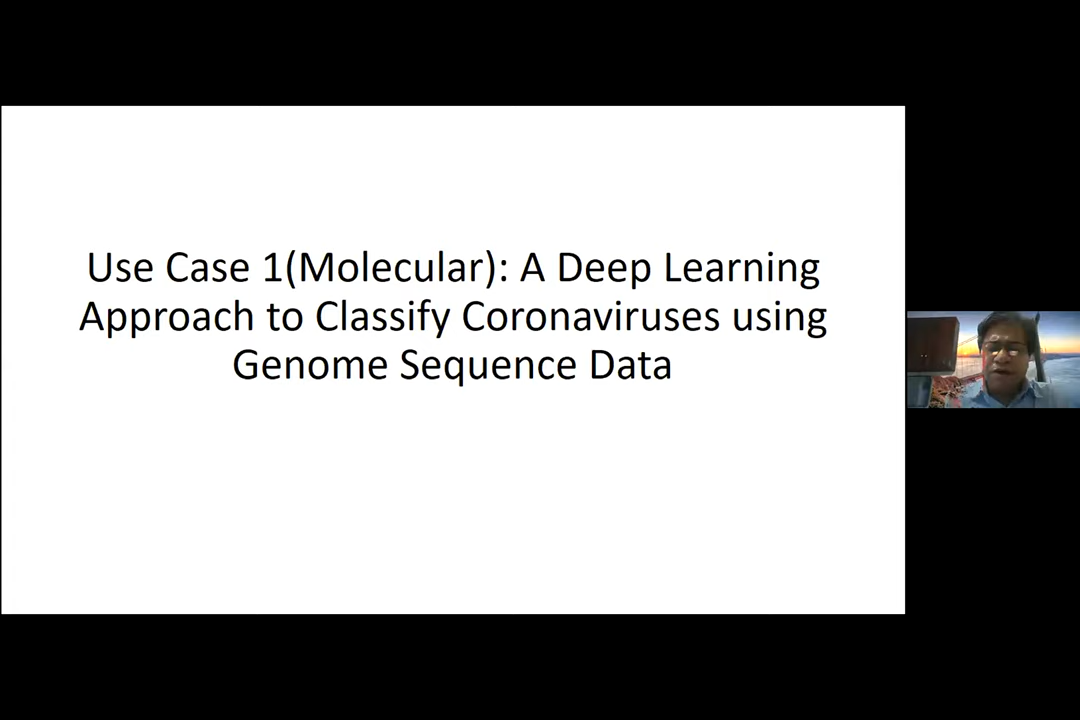 Use Case 1(Molecular): A Deep Learning
Approach to Classify Coronaviruses using
Genome Sequence Data